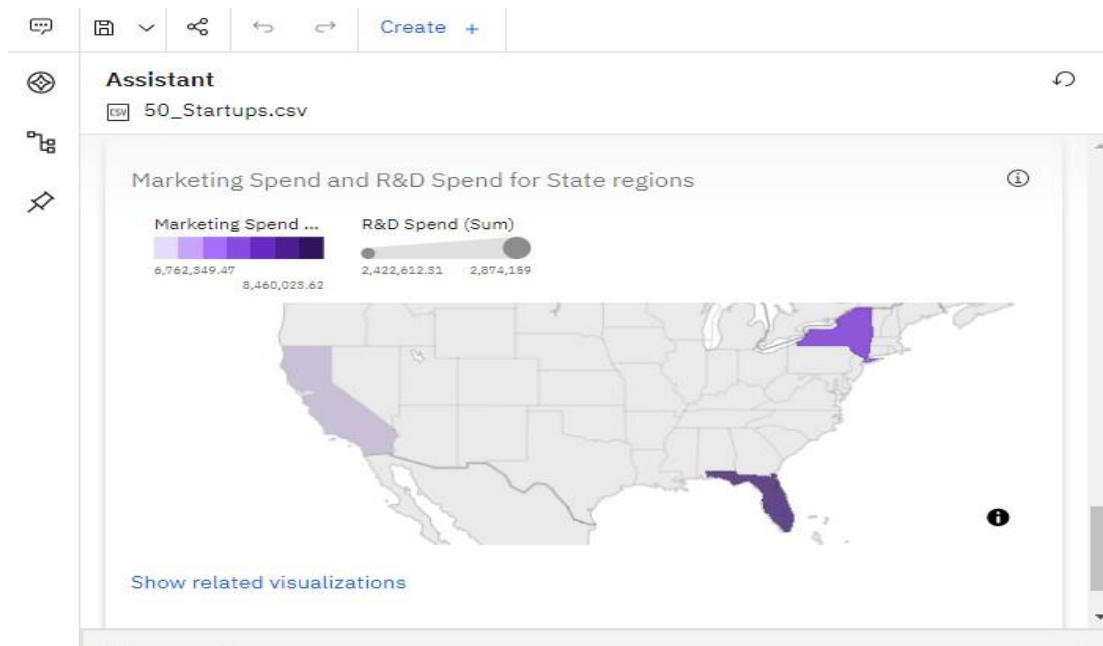 Create +
Assistant
CSV 50_Startups.csv
Marketing Spend and R&D Spend for State regions
Marketing Spend ... R&D Spend (Sum)
6,762,349.47 2,422,612.31 2,874,159
8,460,023.62
Show related visualizations